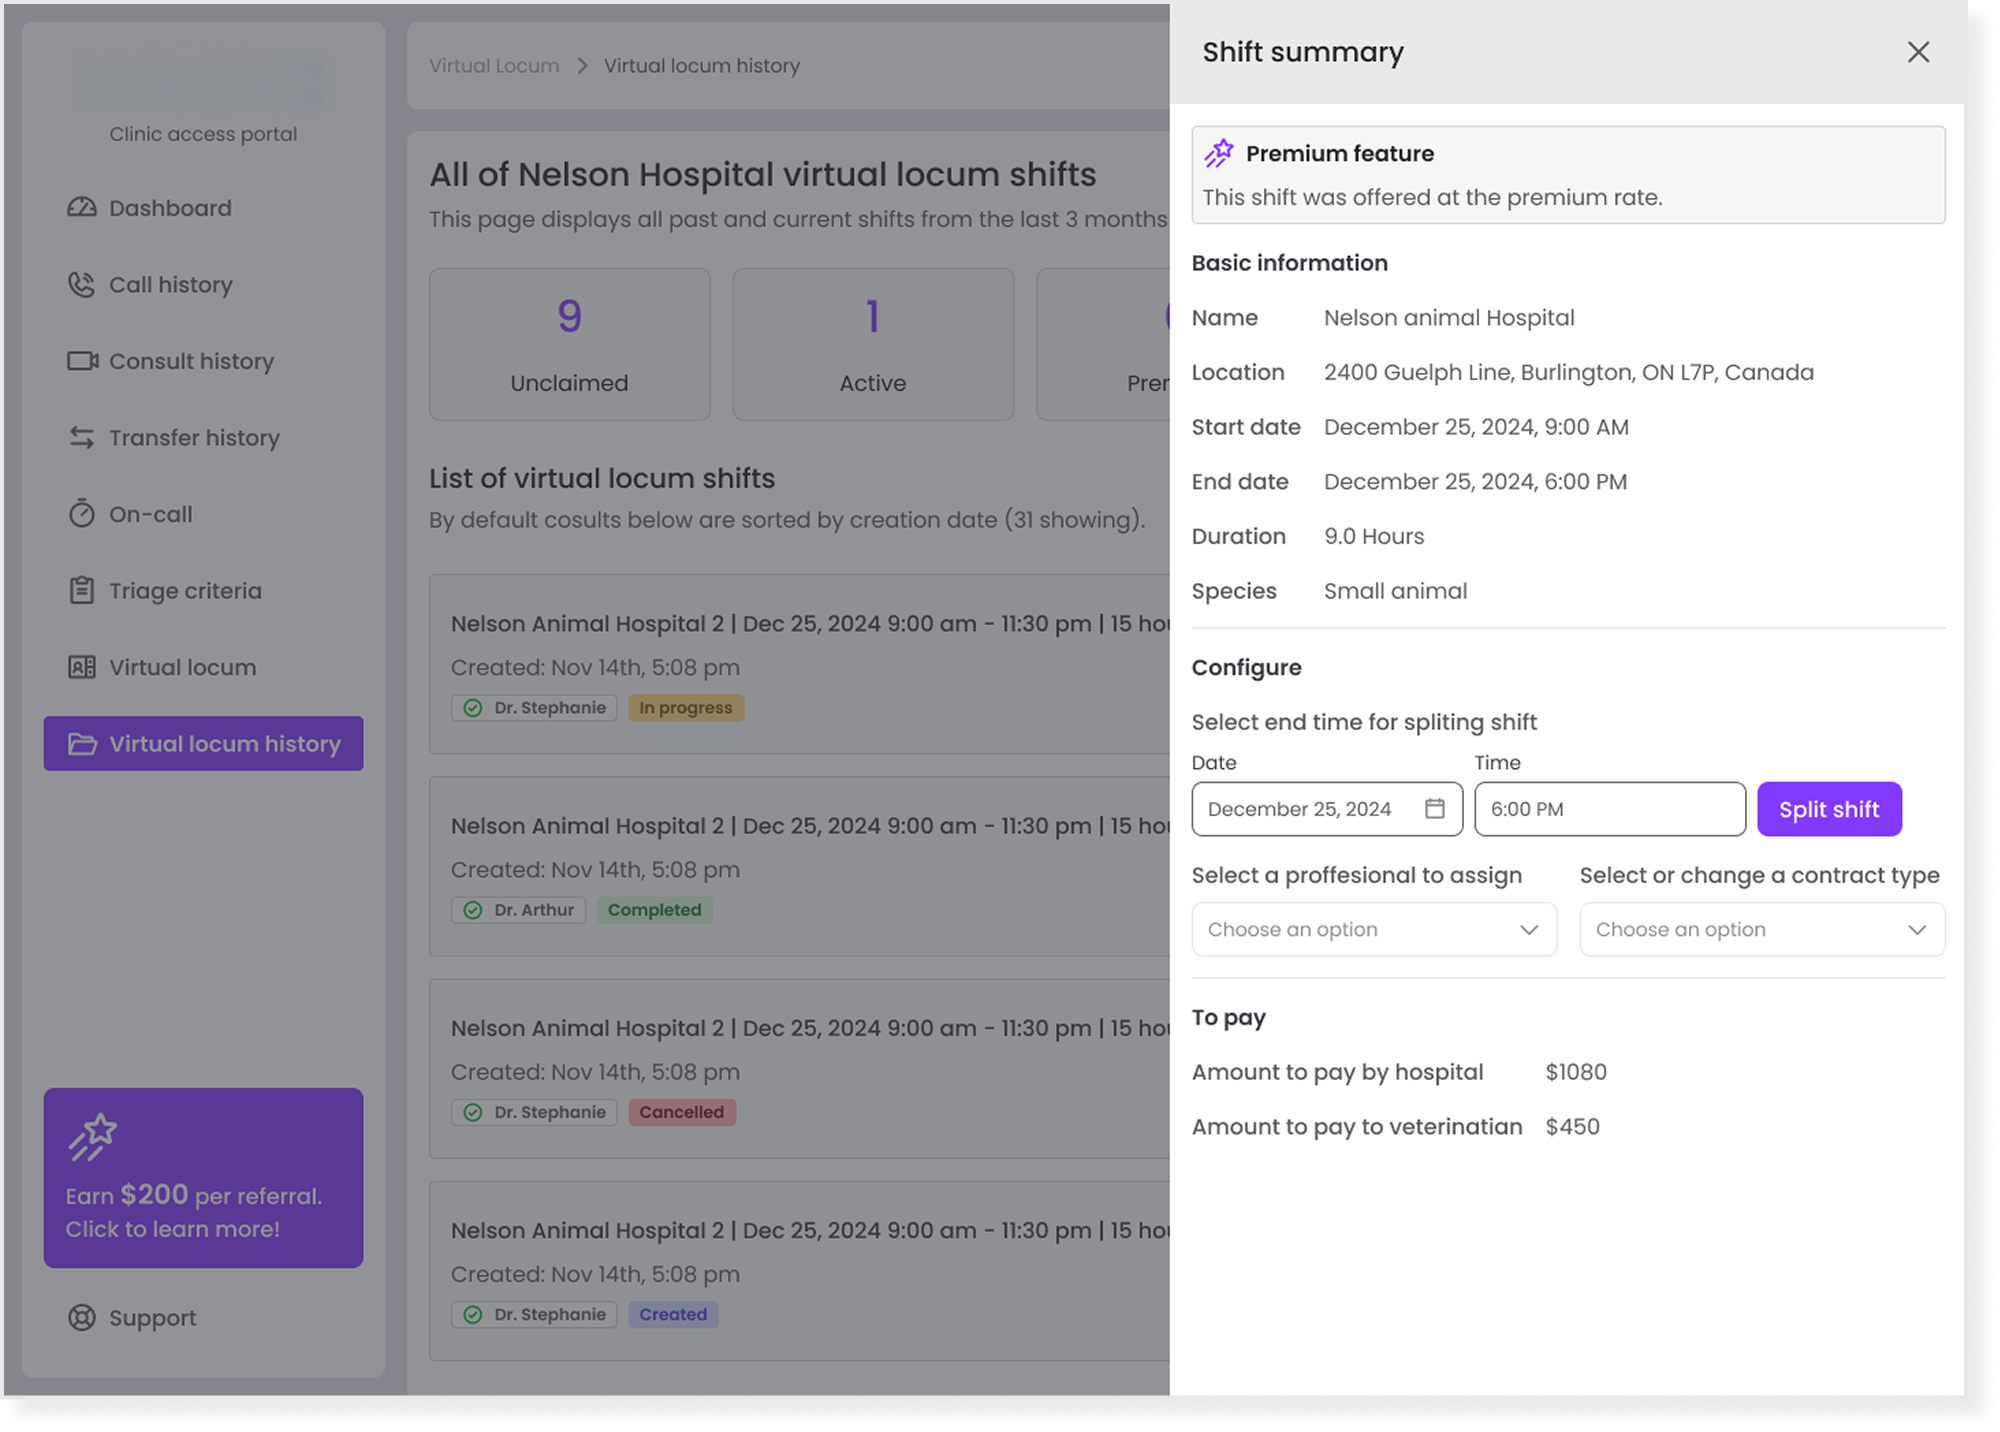 Clinic access portal
Dashboard
Call history
Consult history
Transfer history
On-call
Triage criteria
Virtual locum
Virtual locum history
Earn $200 per referral.
Click to learn more!
Support
Virtual Locum > Virtual locum history
All of Nelson Hospital virtual locum shifts
This page displays all past and current shifts from the last 3 months
9
Unclaimed
1
Active
List of virtual locum shifts
By default cosults below are sorted by creation date (31 showing).
Nelson Animal Hospital 2 | Dec 25, 2024 9:00 am - 11:30 pm | 15
Created: Nov 14th, 5:08 pm
Dr. Stephanie In progress
Nelson Animal Hospital 2 | Dec 25, 2024 9:00 am - 11:30 pm | 15
Created: Nov 14th, 5:08 pm
Dr. Arthur Completed
Nelson Animal Hospital 2 | Dec 25, 2024 9:00 am - 11:30 pm | 15
Created: Nov 14th, 5:08 pm
Dr. Stephanie Cancelled
Nelson Animal Hospital 2 | Dec 25, 2024 9:00 am - 11:30 pm | 15
Created: Nov 14th, 5:08 pm
Dr. Stephanie Created
Shift summary
Premium feature
This shift was offered at the premium rate.
Basic information
Name Nelson animal Hospital
Location 2400 Guelph Line, Burlington, ON L7P, Canada
Start date December 25, 2024, 9:00 AM
End date December 25, 2024, 6:00 PM
Duration 9.0 Hours
Species Small animal
Configure
Select end time for spliting shift
Date Time
December 25, 2024 6:00 PM Split shift
Select a proffesional to assign Select or change a contract type
Choose an option Choose an option
To pay
Amount to pay by hospital $1080
Amount to pay to veterinatian $450